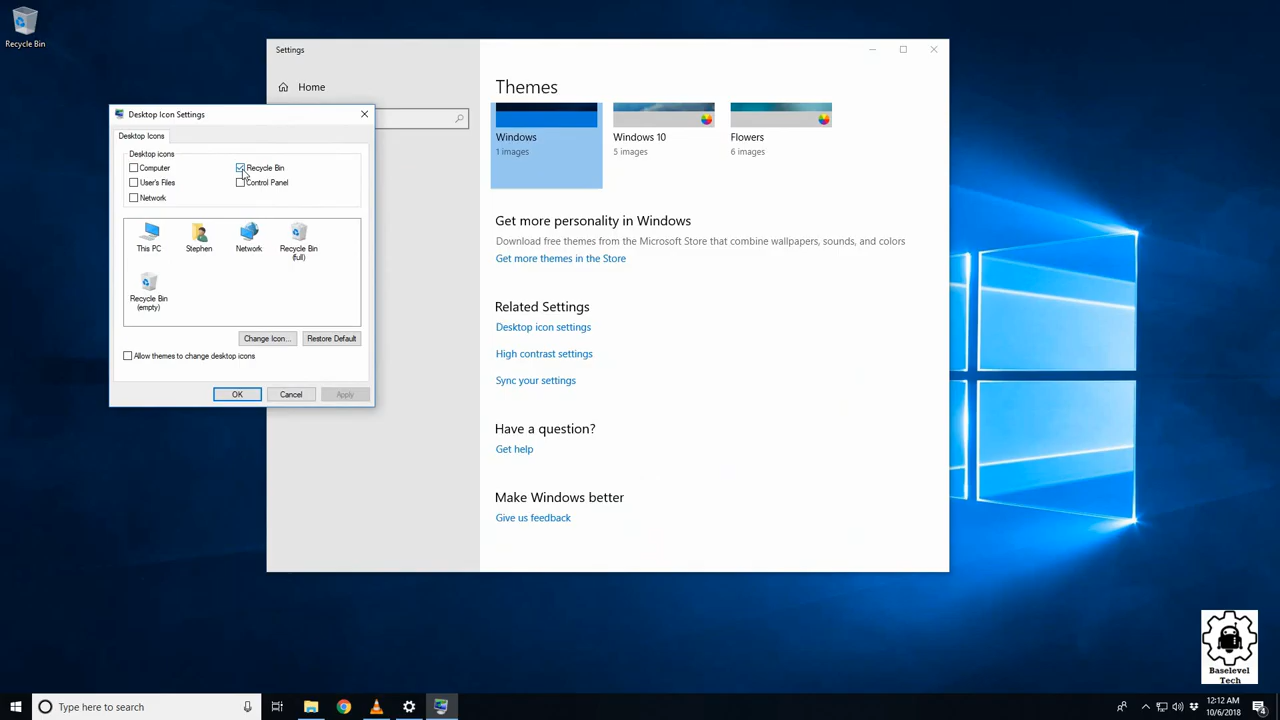 Recycle Bin
Settings
Home
Themes
Windows
1 images
Windows 10
5 images
Flowers
6 images
Get more personality in Windows
Download free themes from the Microsoft Store that combine wallpapers, sounds, and colors
Get more themes in the Store
Related Settings
Desktop icon settings
High contrast settings
Sync your settings
Have a question?
Get help
Make Windows better
Give us feedback
Desktop Icon Settings
Desktop Icons
Desktop icons
Computer
Recycle Bin
User's Files
Control Panel
Network
This PC
Stephen
Network
Recycle Bin
(full)
Recycle Bin
(empty)
Change Icon...
Restore Default
Allow themes to change desktop icons
OK
Cancel
Apply
Baselevel
Tech
Type here to search
12:12 AM
10/6/2018
4